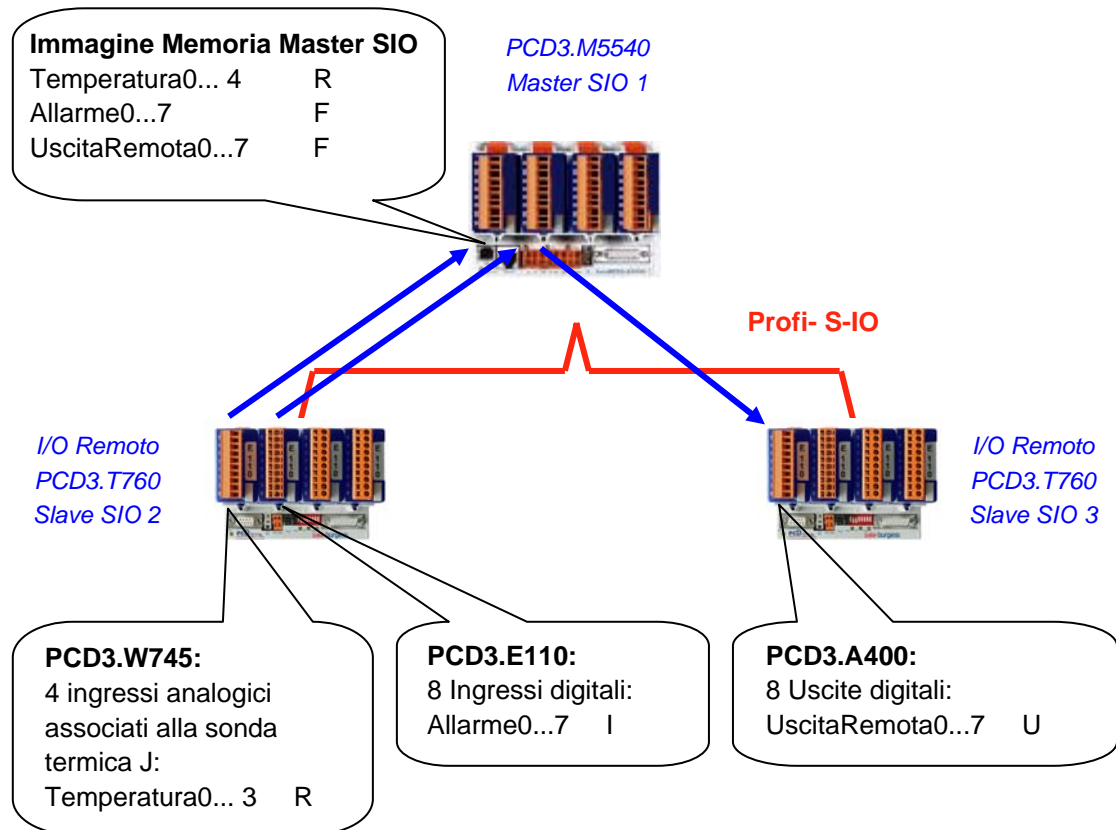 Immagine Memoria Master SIO
Temperatura0... 4 R
Allarme0...7 F
UscitaRemota0...7 F
PCD3.M5540
Master SIO 1
Profi- S-IO
I/O Remoto
PCD3.T760
Slave SIO 2
E 110
E 110
I/O Remoto
PCD3.T760
Slave SIO 3
PCD3.W745:
4 ingressi analogici
associati alla sonda
termica J:
Temperatura0... 3 R
PCD3.E110:
8 Ingressi digitali:
Allarme0...7 I
PCD3.A400:
8 Uscite digitali:
UscitaRemota0...7 U